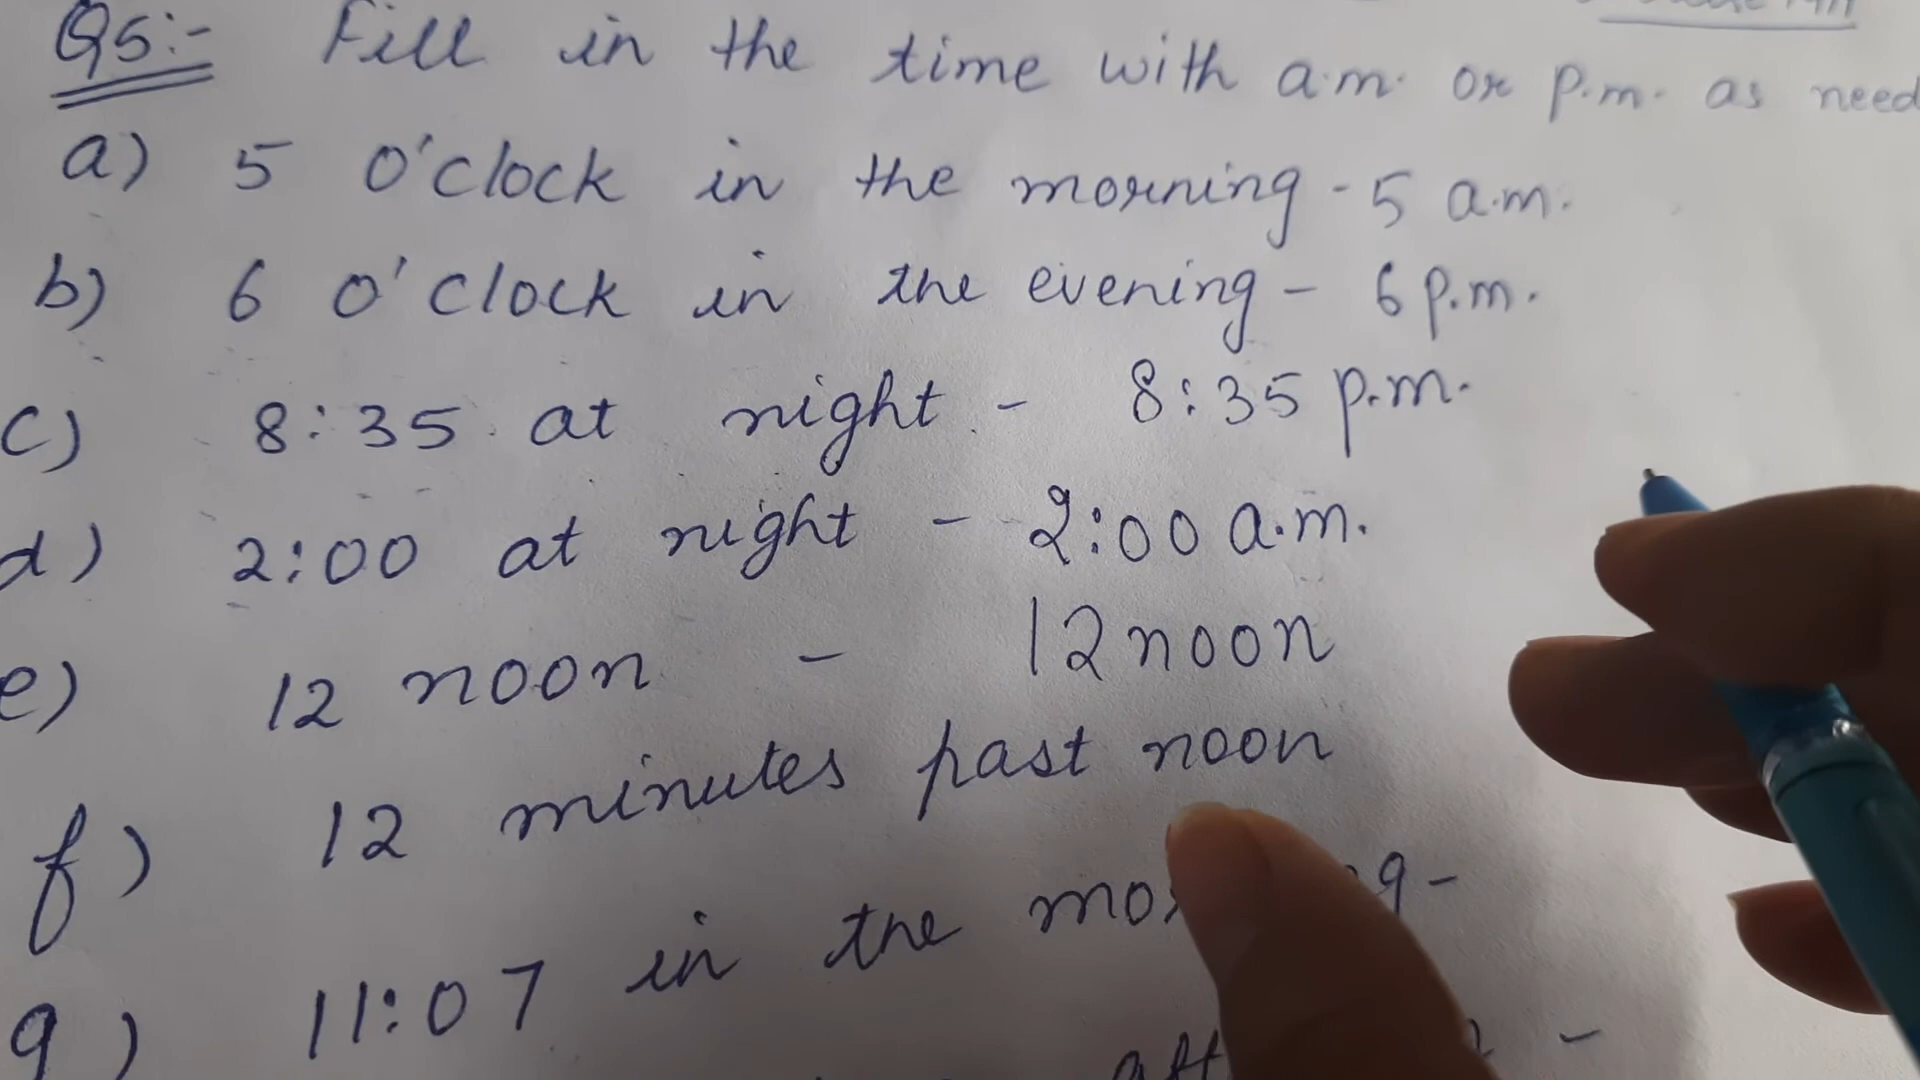 Q5:- Fill in the time with a.m. or p.m. as need
a) 5 O'clock in the morning - 5 a.m.
b) 6 O'clock in the evening - 6 p.m.
c) 8:35 at night - 8:35 p.m.
d) 2:00 at night - 2:00 a.m.
e) 12 noon - 12 noon
f) 12 minutes past noon
g) 11:07 in the -